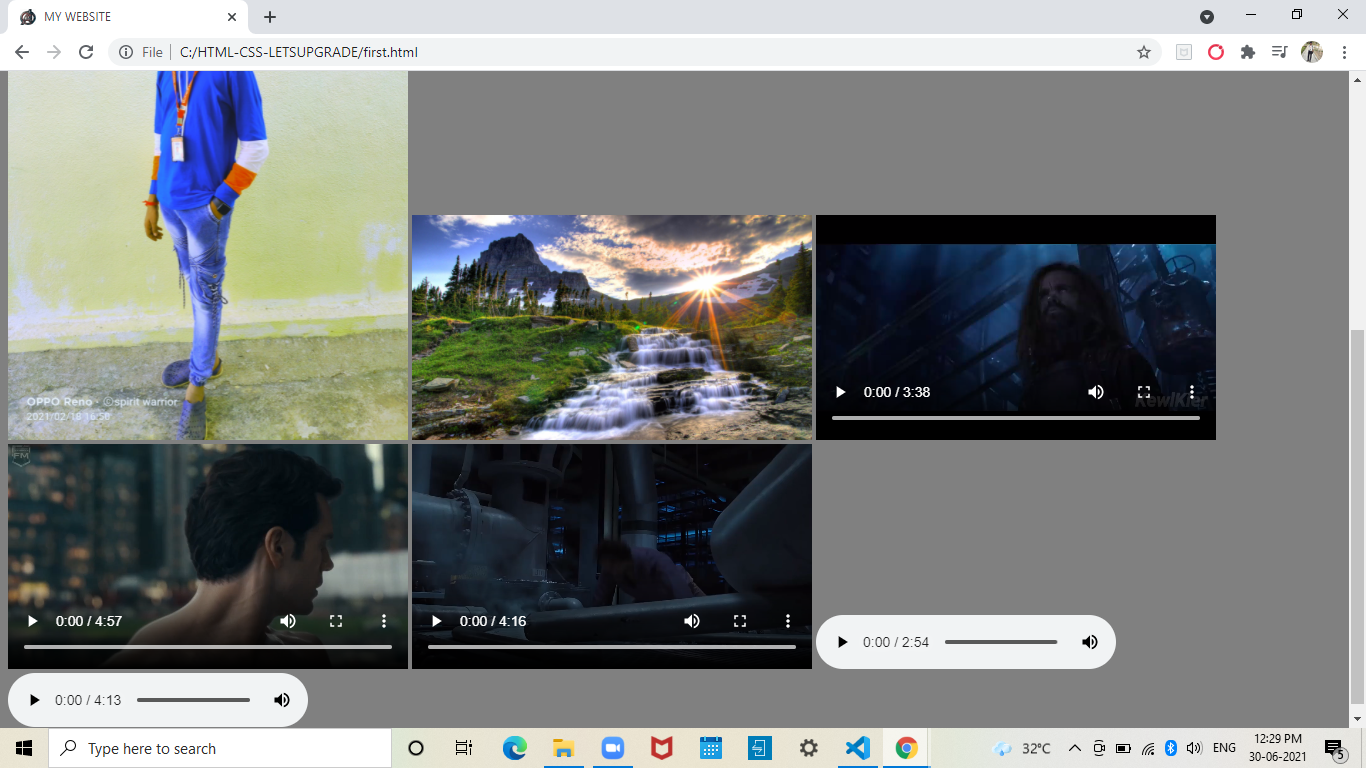 MY WEBSITE
File
C:/HTML-CSS-LETSUPGRADE/first.html
OPPO Reno · ©spirit warrior
2021/02/18 16:50
0:00 / 3:38
KewlKier
FM
0:00 / 4:57
0:00 / 4:16
0:00 / 2:54
0:00 / 4:13
Type here to search
32°C
ENG
12:29 PM
30-06-2021
5